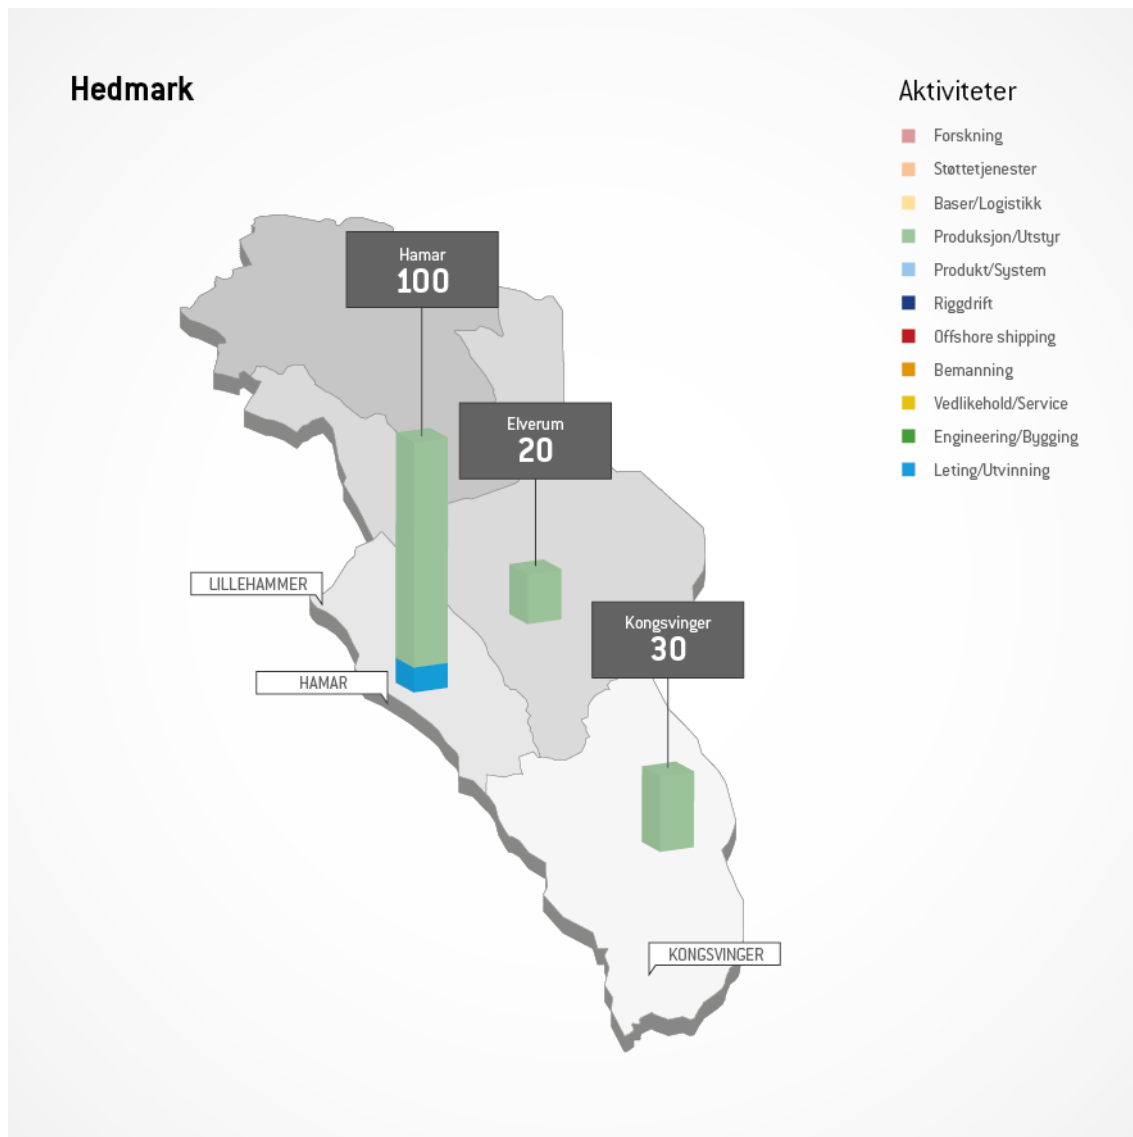 Hedmark
Aktiviteter
Forskning
Støttetjenester
Baser/Logistikk
Produksjon/Utstyr
Produkt/System
Riggdrift
Offshore shipping
Bemanning
Vedlikehold/Service
Engineering/Bygging
Leting/Utvinning
Hamar
100
Elverum
20
LILLEHAMMER
Kongsvinger
30
HAMAR
KONGSVINGER